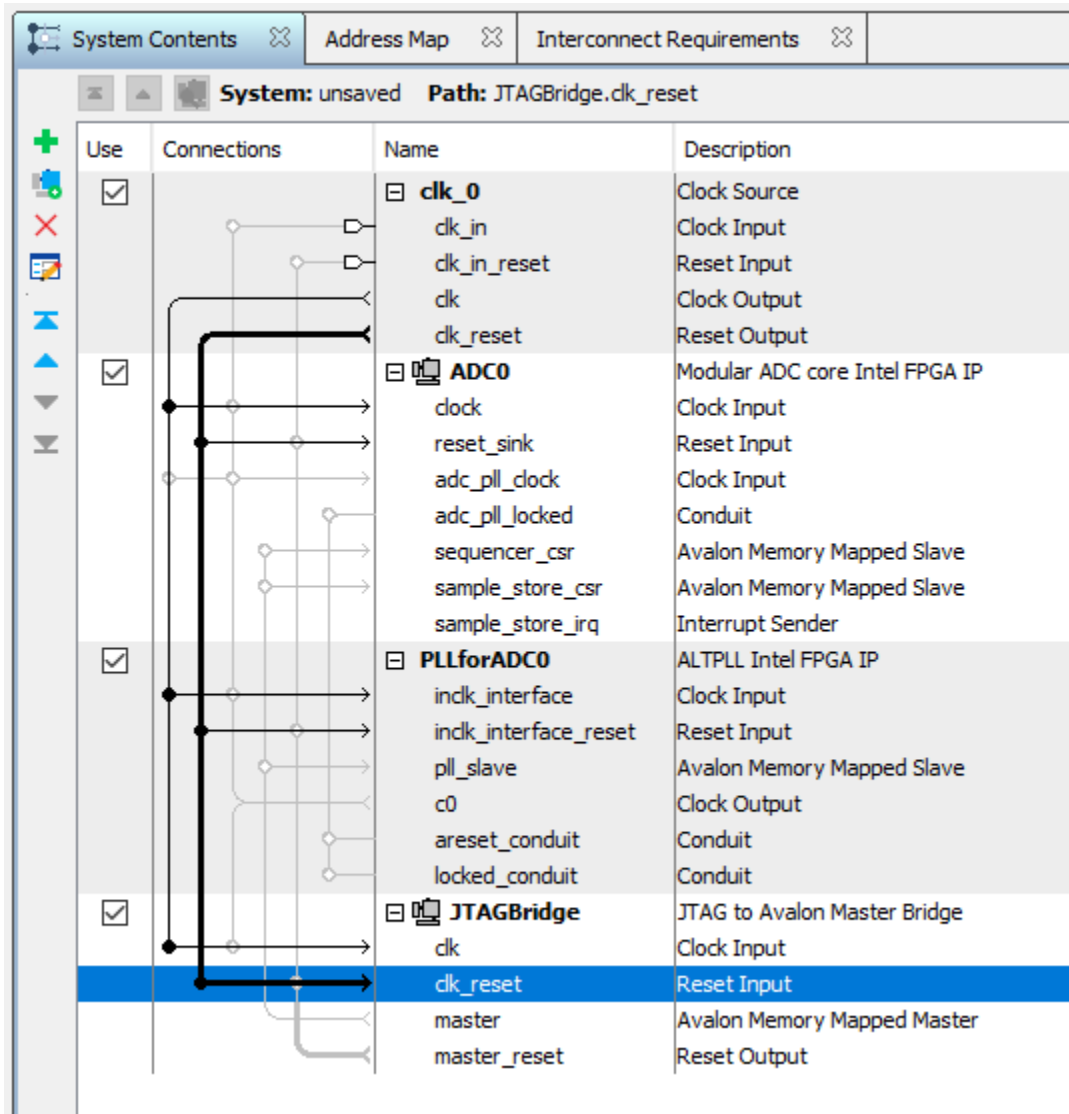 System Contents Address Map Interconnect Requirements
System: unsaved Path: JTAGBridge.clk_reset
Use Connections Name Description
clk_0 Clock Source
clk_in Clock Input
clk_in_reset Reset Input
clk Clock Output
clk_reset Reset Output
ADC0 Modular ADC core Intel FPGA IP
clock Clock Input
reset_sink Reset Input
adc_pll_clock Clock Input
adc_pll_locked Conduit
sequencer_csr Avalon Memory Mapped Slave
sample_store_csr Avalon Memory Mapped Slave
sample_store_irq Interrupt Sender
PLLforADC0 ALTPLL Intel FPGA IP
inclk_interface Clock Input
inclk_interface_reset Reset Input
pll_slave Avalon Memory Mapped Slave
c0 Clock Output
areset_conduit Conduit
locked_conduit Conduit
JTAGBridge JTAG to Avalon Master Bridge
clk Clock Input
clk_reset Reset Input
master Avalon Memory Mapped Master
master_reset Reset Output